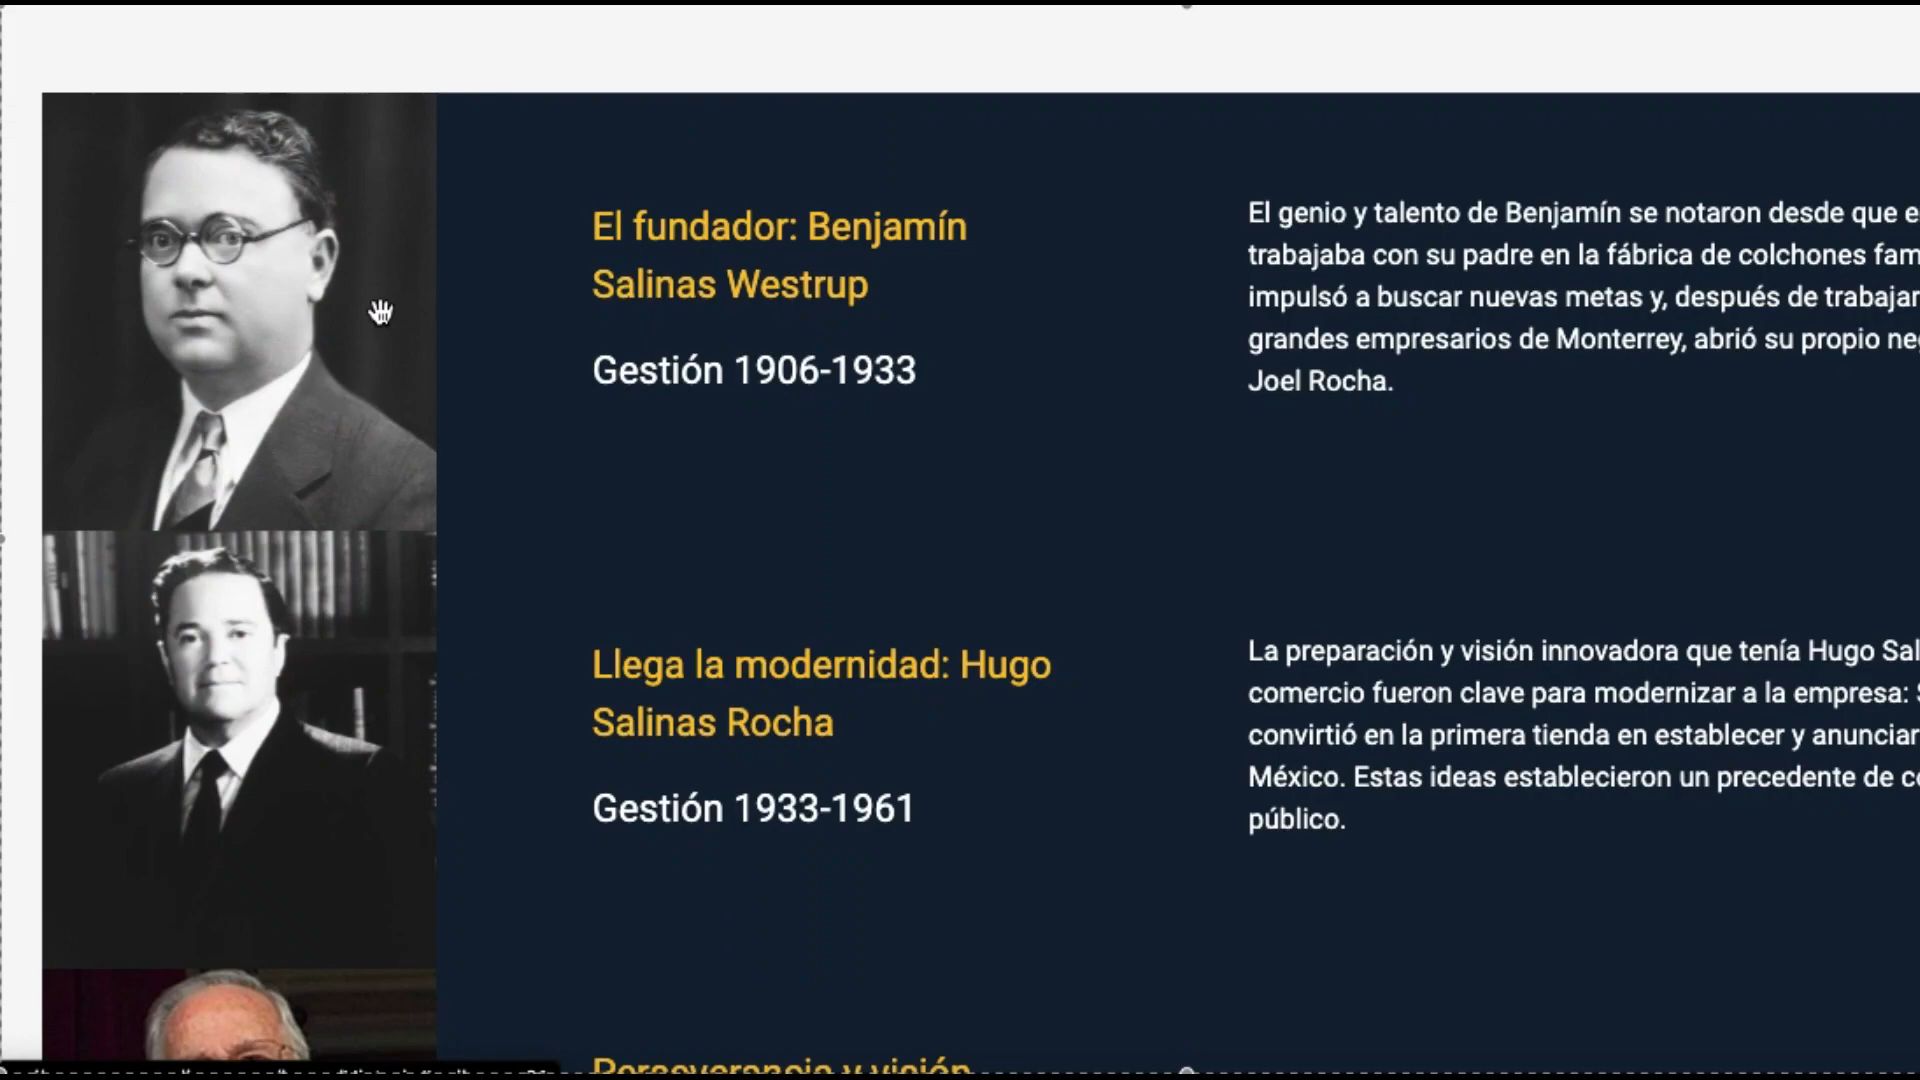 El fundador: Benjamín
Salinas Westrup
Gestión 1906-1933
El genio y talento de Benjamín se notaron desde que
trabajaba con su padre en la fábrica de colchones
impulsó a buscar nuevas metas y, después de trabajar
grandes empresarios de Monterrey, abrió su propio
Joel Rocha.
Llega la modernidad: Hugo
Salinas Rocha
Gestión 1933-1961
La preparación y visión innovadora que tenía Hugo
comercio fueron clave para modernizar a la empresa:
convirtió en la primera tienda en establecer y anunciar
México. Estas ideas establecieron un precedente de
público.
Perseverancia y visión